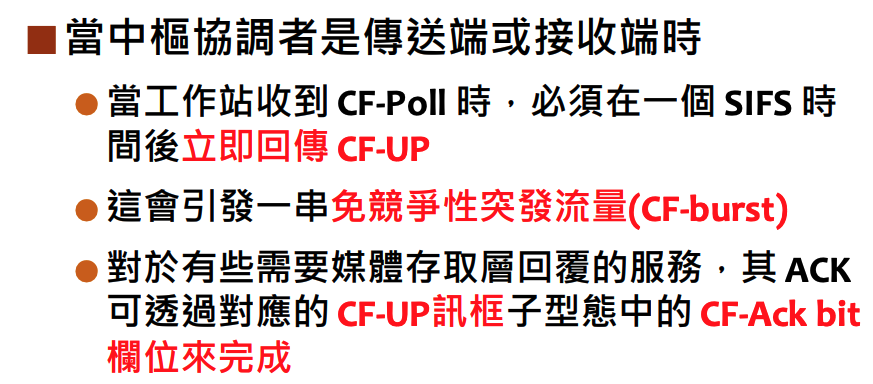 當中樞協調者是傳送端或接收端時
當工作站收到 CF-Poll 時，必須在一個 SIFS 時
間後立即回傳 CF-UP
這會引發一串免競爭性突發流量(CF-burst)
對於有些需要媒體存取層回覆的服務，其 ACK
可透過對應的 CF-UP訊框子型態中的 CF-Ack bit
欄位來完成